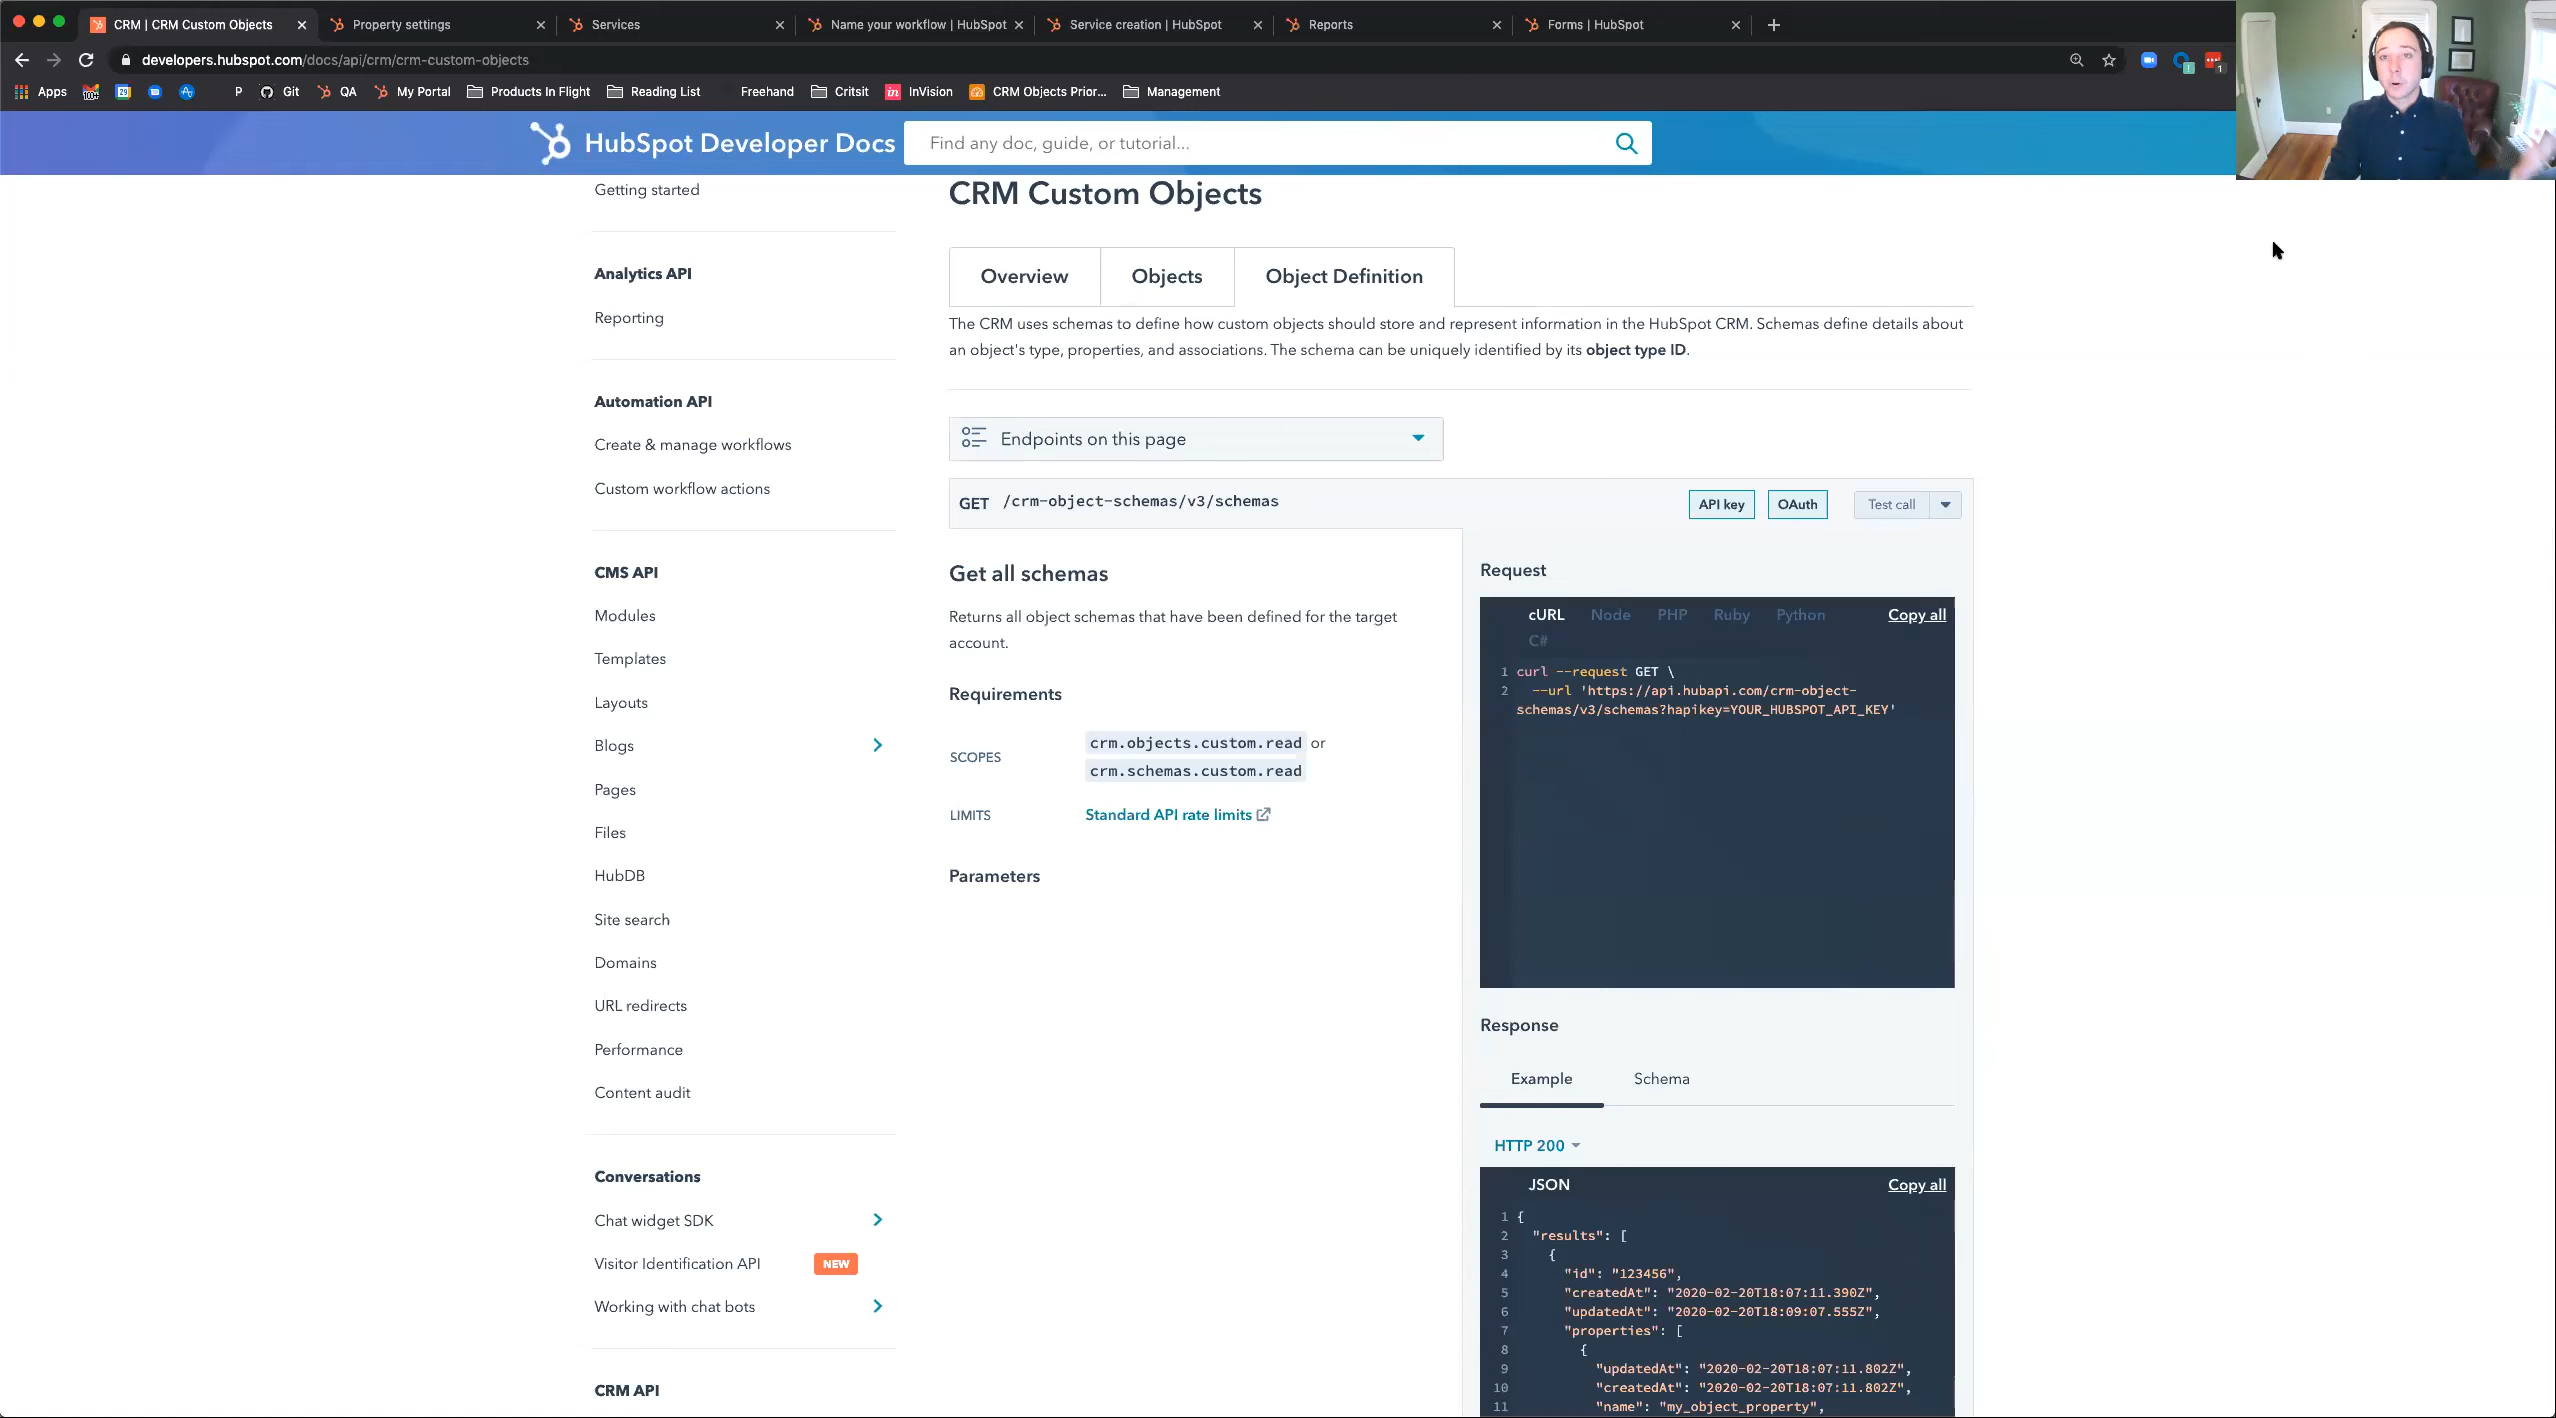 CRM | CRM Custom Objects
Property settings
Services
Name your workflow | HubSpot
Service creation | HubSpot
Reports
Forms | HubSpot
developers.hubspot.com/docs/api/crm/crm-custom-objects
Apps
P
Git
QA
My Portal
Products In Flight
Reading List
Freehand
Critsit
in InVision
CRM Objects Prior...
Management
HubSpot Developer Docs
Find any doc, guide, or tutorial...
Getting started
Analytics API
Reporting
Automation API
Create & manage workflows
Custom workflow actions
CMS API
Modules
Templates
Layouts
Blogs
Pages
Files
HubDB
Site search
Domains
URL redirects
Performance
Content audit
Conversations
Chat widget SDK
Visitor Identification API NEW
Working with chat bots
CRM API
CRM Custom Objects
Overview
Objects
Object Definition
The CRM uses schemas to define how custom objects should store and represent information in the HubSpot CRM. Schemas define details about
an object's type, properties, and associations. The schema can be uniquely identified by its object type ID.
Endpoints on this page
GET /crm-object-schemas/v3/schemas
API key
OAuth
Test call
Get all schemas
Returns all object schemas that have been defined for the target
account.
Requirements
SCOPES
crm.objects.custom.read or
crm.schemas.custom.read
LIMITS
Standard API rate limits
Parameters
Request
cURL Node PHP Ruby Python Copy all
C#
1 curl --request GET \
2 --url 'https://api.hubapi.com/crm-object-
schemas/v3/schemas?hapikey=YOUR_HUBSPOT_API_KEY'
Response
Example
Schema
HTTP 200
JSON Copy all
1 {
2 "results": [
3 {
4 "id": "123456",
5 "createdAt": "2020-02-20T18:07:11.390Z",
6 "updatedAt": "2020-02-20T18:09:07.555Z",
7 "properties": [
8 {
9 "updatedAt": "2020-02-20T18:07:11.802Z",
10 "createdAt": "2020-02-20T18:07:11.802Z",
11 "name": "my_object_property",